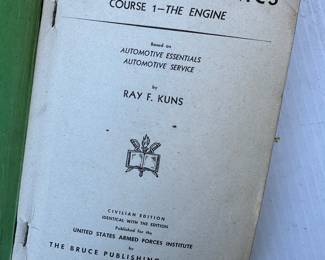 COURSE 1—THE ENGINE
Based on
AUTOMOTIVE ESSENTIALS
AUTOMOTIVE SERVICE
by
RAY F. KUNS
CIVILIAN EDITION
IDENTICAL WITH THE EDITION
Published for the
UNITED STATES ARMED FORCES INSTITUTE
by
THE BRUCE PUBLISHING